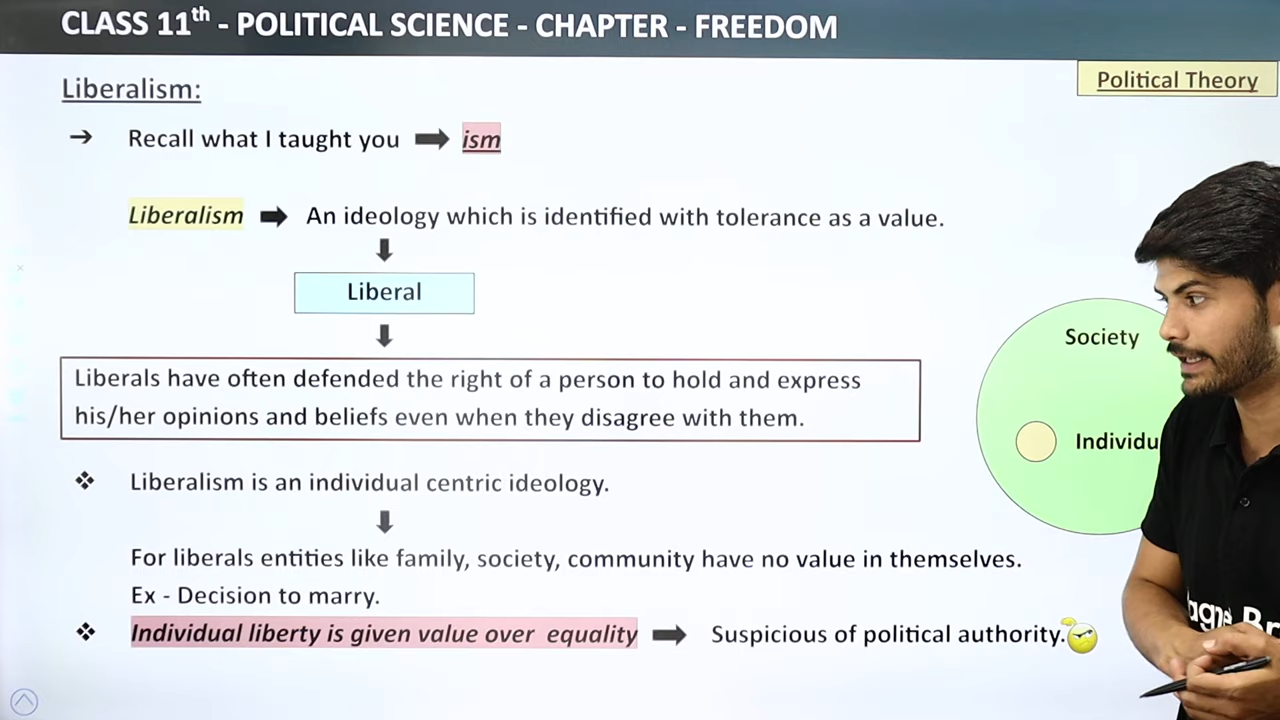 CLASS 11th - POLITICAL SCIENCE - CHAPTER - FREEDOM
Political Theory
Liberalism:
→ Recall what I taught you ➡ ism
Liberalism ➡ An ideology which is identified with tolerance as a value.
Liberal
Society
Liberals have often defended the right of a person to hold and express
his/her opinions and beliefs even when they disagree with them.
❖ Liberalism is an individual centric ideology.
For liberals entities like family, society, community have no value in themselves.
Ex - Decision to marry.
❖ Individual liberty is given value over equality ➡ Suspicious of political authority.